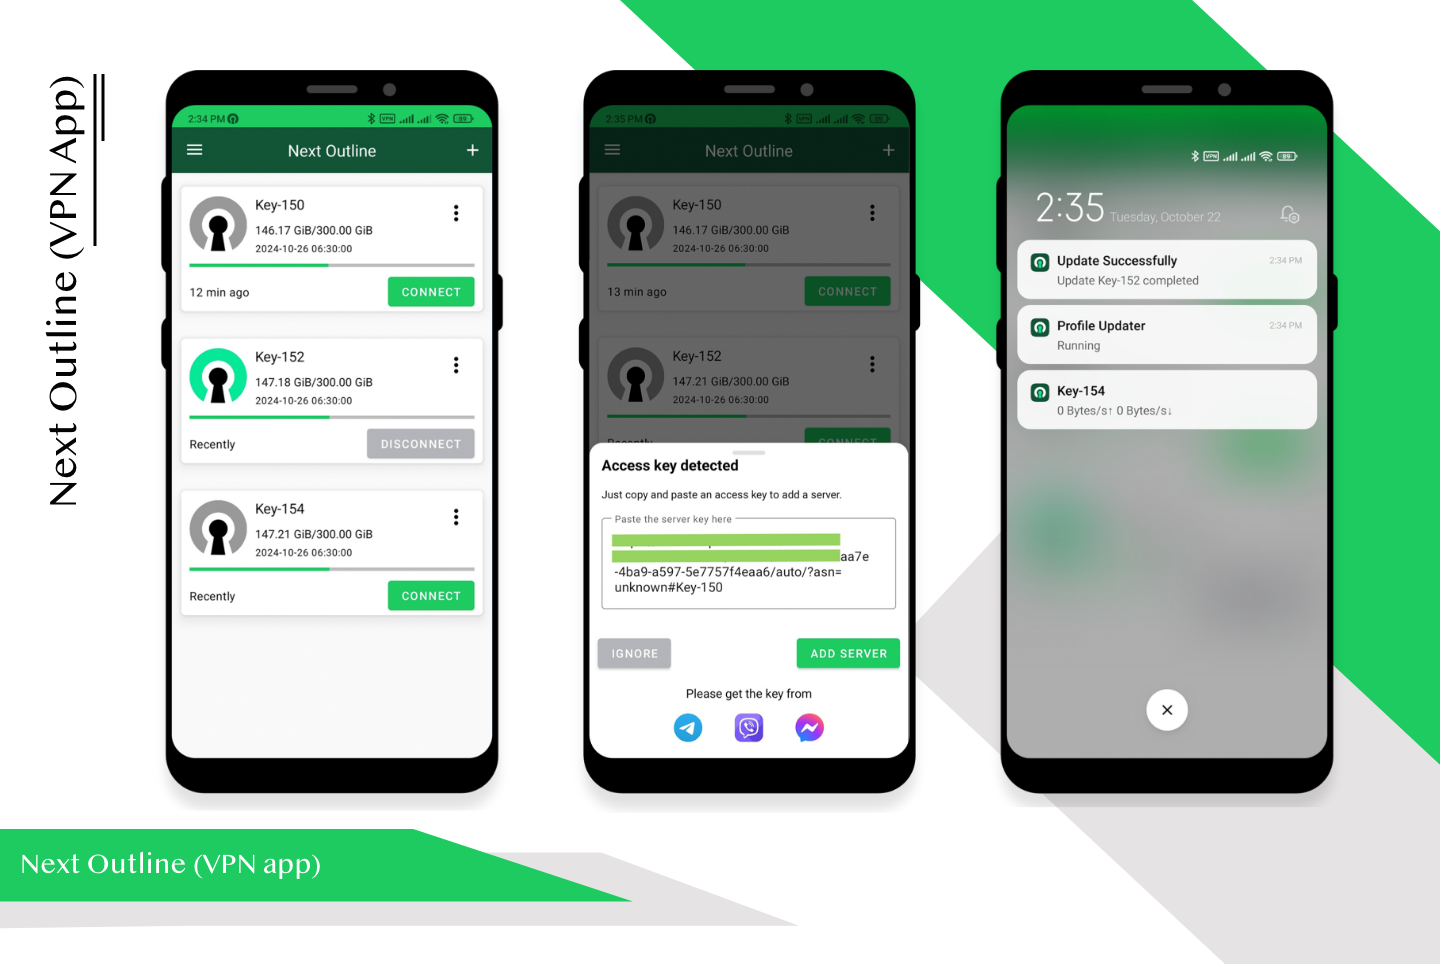 Next Outline (VPN App)
2:34 PM
VPN
89
Next Outline
Key-150
146.17 GiB/300.00 GiB
2024-10-26 06:30:00
12 min ago
CONNECT
Key-152
147.18 GiB/300.00 GiB
2024-10-26 06:30:00
Recently
DISCONNECT
Key-154
147.21 GiB/300.00 GiB
2024-10-26 06:30:00
Recently
CONNECT
2:35 PM
VPN
89
Next Outline
Key-150
146.17 GiB/300.00 GiB
2024-10-26 06:30:00
13 min ago
CONNECT
Key-152
147.21 GiB/300.00 GiB
2024-10-26 06:30:00
Recently
CONNECT
Access key detected
Just copy and paste an access key to add a server.
Paste the server key here
aa7e
-4ba9-a597-5e7757f4eaa6/auto/?asn=
unknown#Key-150
IGNORE
ADD SERVER
Please get the key from
VPN
89
2:35 Tuesday, October 22
Update Successfully
2:34 PM
Update Key-152 completed
Profile Updater
2:34 PM
Running
Key-154
0 Bytes/s↑ 0 Bytes/s↓
Next Outline (VPN app)